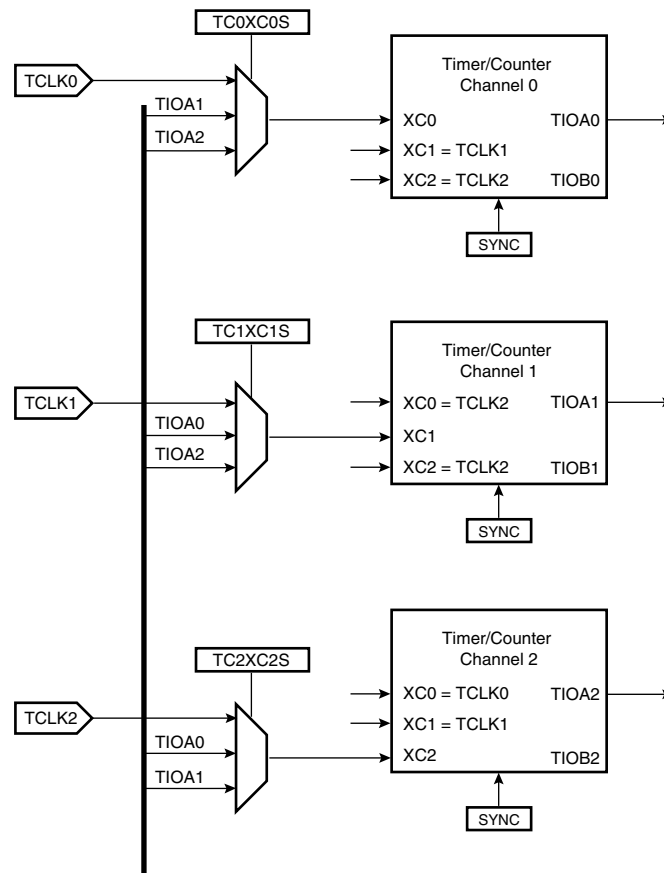 TC0XC0S
TCLK0
TIOA1
TIOA2
Timer/Counter
Channel 0
XC0
TIOA0
XC1 = TCLK1
XC2 = TCLK2
TIOB0
SYNC
TC1XC1S
TCLK1
TIOA0
TIOA2
Timer/Counter
Channel 1
XC0 = TCLK2
TIOA1
XC1
XC2 = TCLK2
TIOB1
SYNC
TC2XC2S
TCLK2
TIOA0
TIOA1
Timer/Counter
Channel 2
XC0 = TCLK0
TIOA2
XC1 = TCLK1
XC2
TIOB2
SYNC